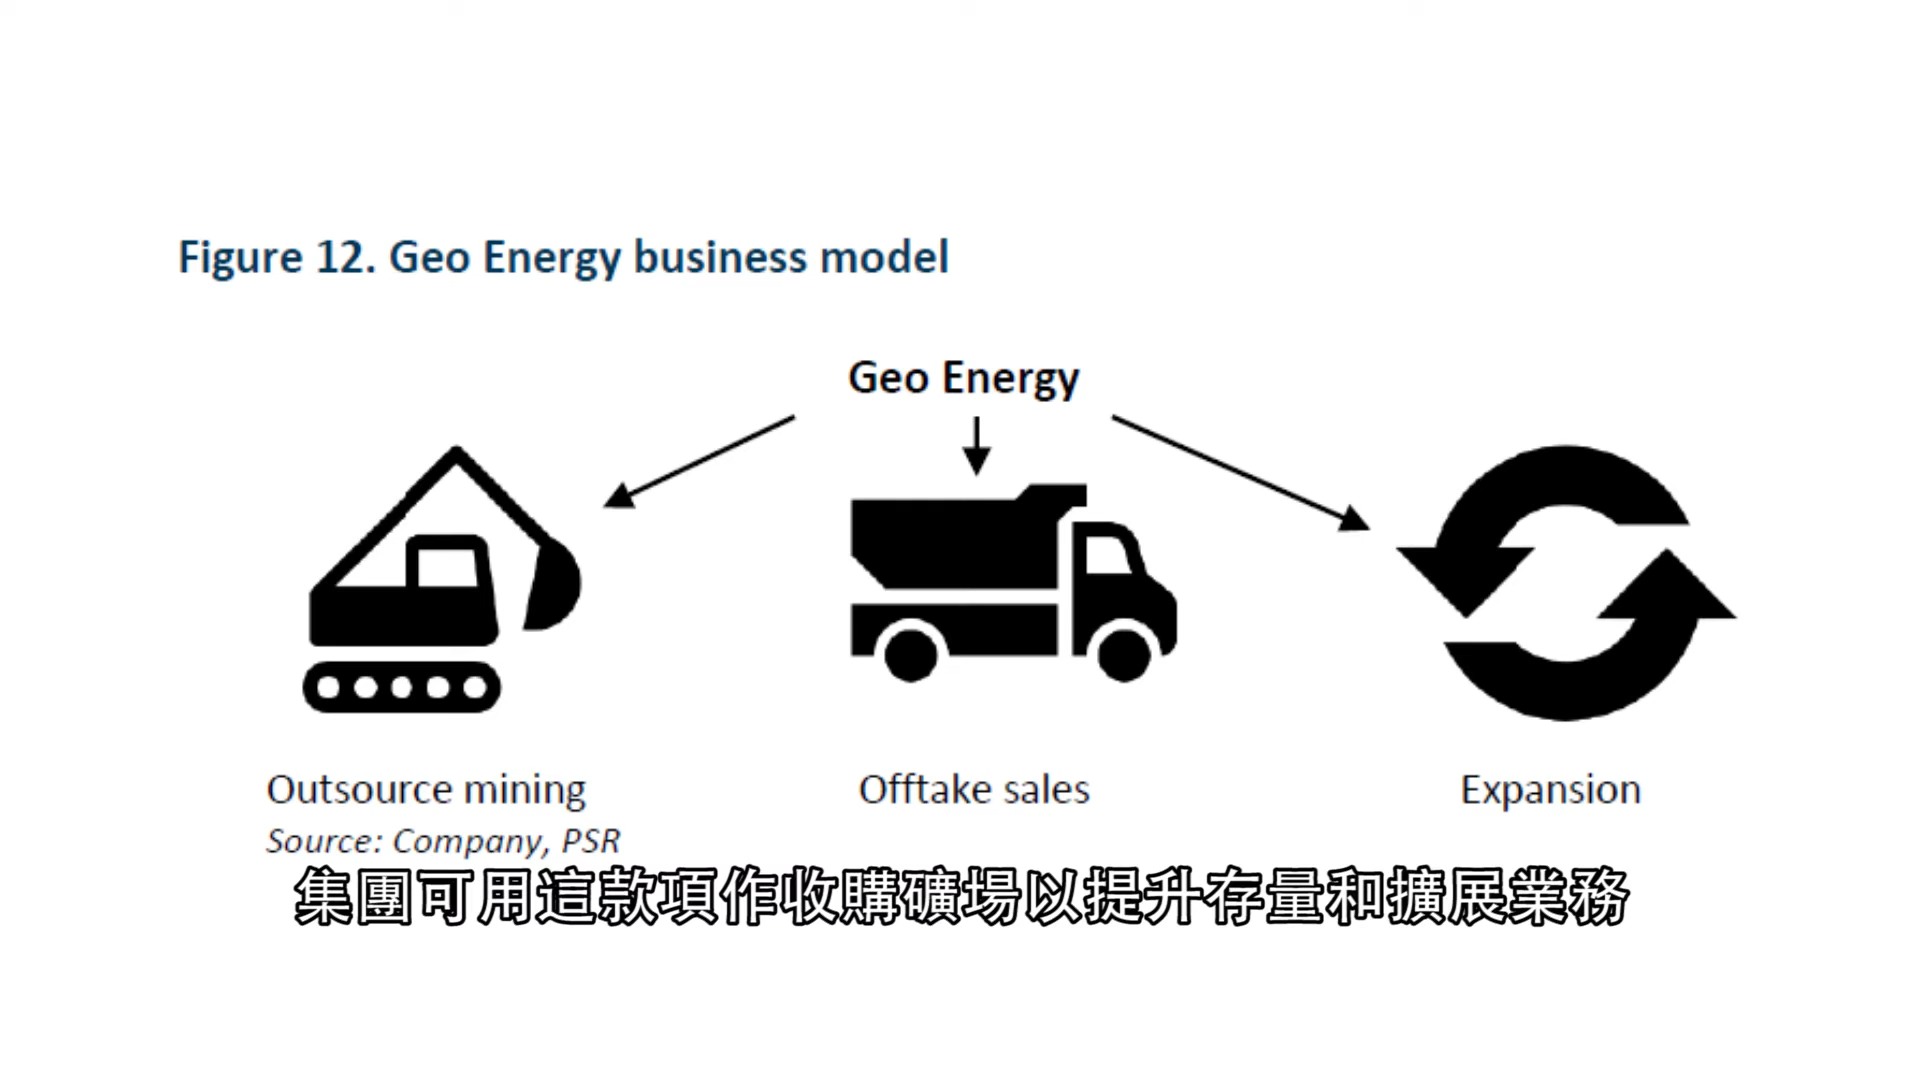 Figure 12. Geo Energy business model
Geo Energy
Outsource mining
Offtake sales
Expansion
Source: Company, PSR
集團可用這款項作收購礦場以提升存量和擴展業務